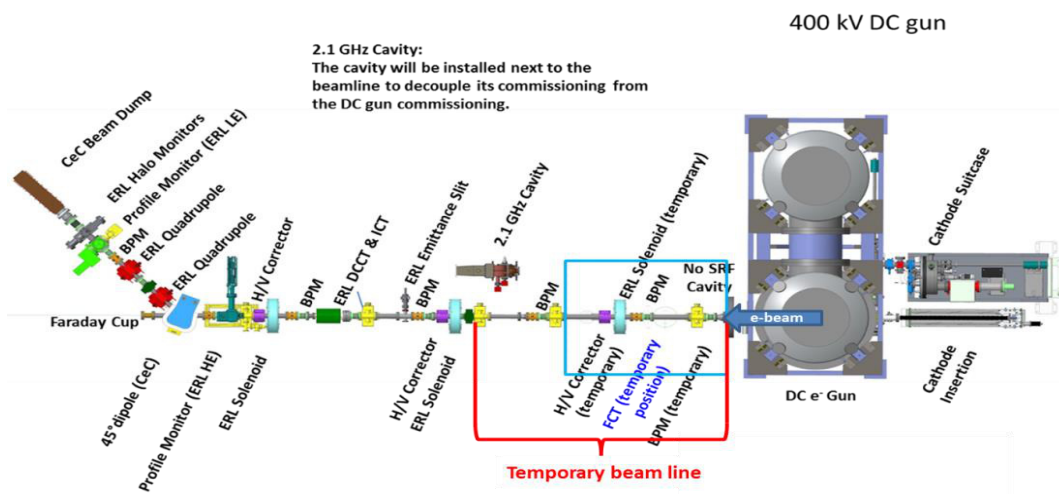 400 kV DC gun
2.1 GHz Cavity:
The cavity will be installed next to the
beamline to decouple its commissioning from
the DC gun commissioning.
CeC Beam Dump
ERL Halo Monitors
Profile Monitor (ERL LE)
BPM
ERL Quadrupole
ERL Quadrupole
H/V Corrector
BPM
ERL DCCT & ICT
ERL Emittance Slit
BPM
2.1 GHz Cavity
BPM
ERL Solenoid (temporary)
BPM
No SRF
Cavity
Cathode Suitcase
Faraday Cup
e-beam
45°dipole (CeC)
Profile Monitor (ERL HE)
ERL Solenoid
H/V Corrector
ERL Solenoid
H/V Corrector
(temporary)
FCT (temporary
position)
BPM (temporary)
DC e- Gun
Cathode
Insertion
Temporary beam line